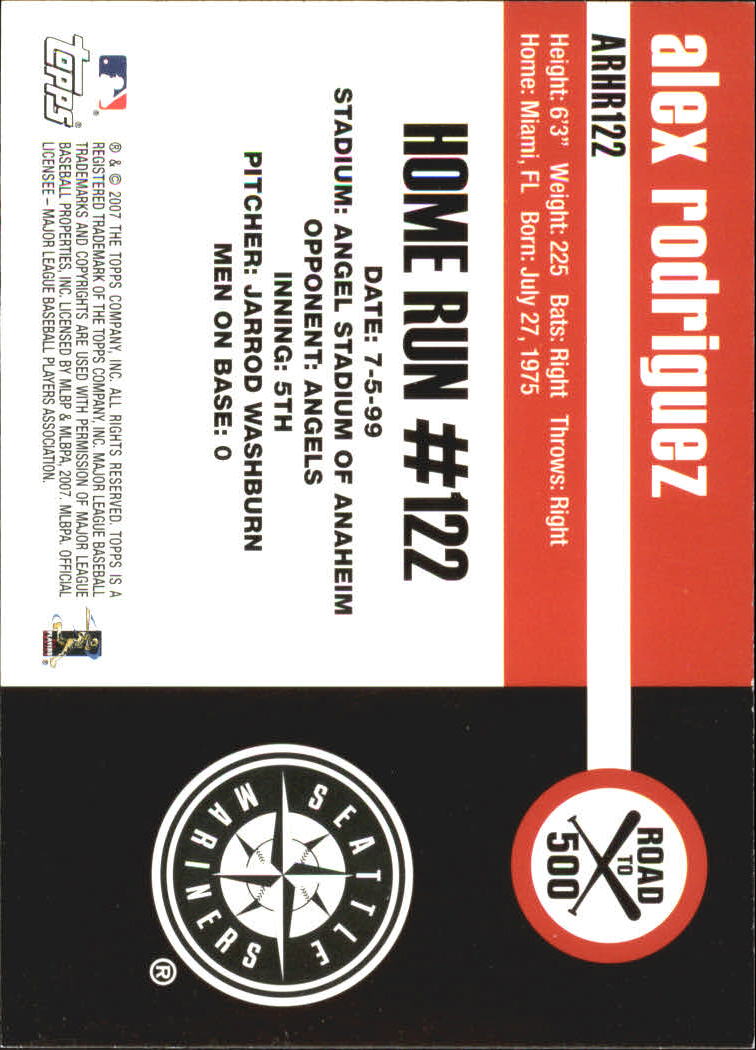 alex rodriguez
ARHR122
Height: 6'3" Weight: 225 Bats: Right Throws: Right
Home: Miami, FL Born: July 27, 1975
ROAD
TO
500
HOME RUN #122
DATE: 7-5-99
STADIUM: ANGEL STADIUM OF ANAHEIM
OPPONENT: ANGELS
INNING: 5TH
PITCHER: JARROD WASHBURN
MEN ON BASE: 0
SEATTLE
MARINERS
®
topps®
® & © 2007 THE TOPPS COMPANY, INC. ALL RIGHTS RESERVED. TOPPS IS A
REGISTERED TRADEMARK OF THE TOPPS COMPANY, INC. MAJOR LEAGUE BASEBALL
TRADEMARKS AND COPYRIGHTS ARE USED WITH PERMISSION OF MAJOR LEAGUE
BASEBALL PROPERTIES, INC. LICENSED BY MLBP & MLBPA, 2007. MLBPA. OFFICIAL
LICENSEE – MAJOR LEAGUE BASEBALL PLAYERS ASSOCIATION.